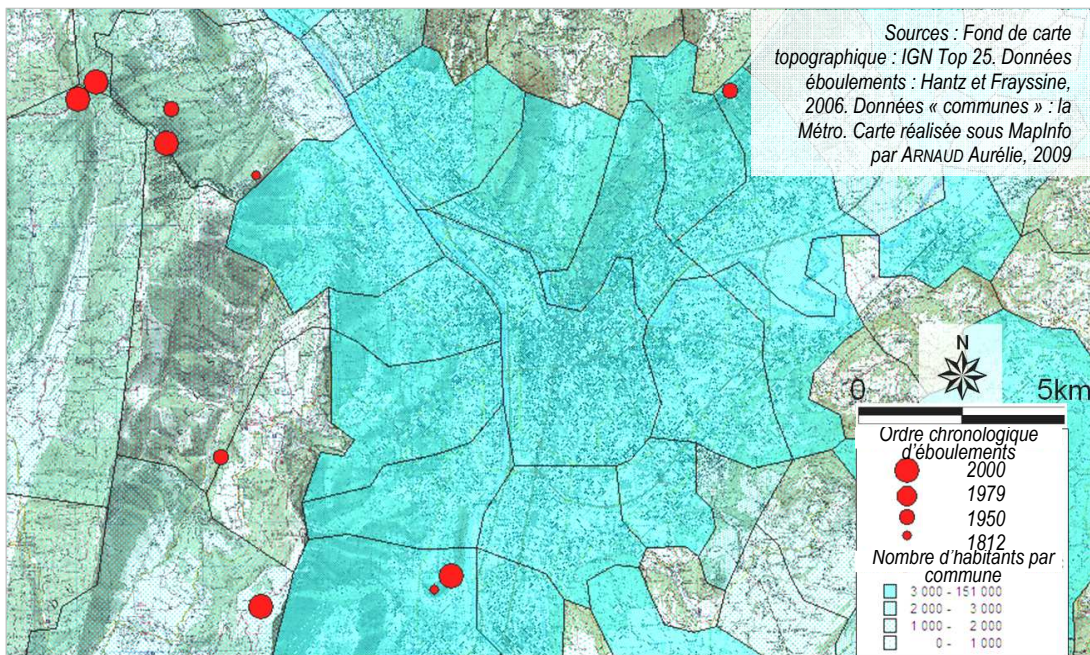 Sources : Fond de carte
topographique : IGN Top 25. Données
éboulements : Hantz et Frayssine,
2006. Données « communes » : la
Métro. Carte réalisée sous MapInfo
par ARNAUD Aurélie, 2009
N
0 5km
Ordre chronologique
d'éboulements
2000
1979
1950
1812
Nombre d'habitants par
commune
3 000 - 151 000
2 000 - 3 000
1 000 - 2 000
0 - 1 000